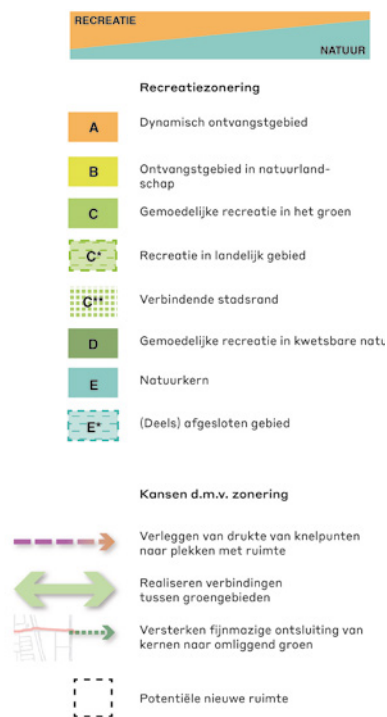 RECREATIE
NATUUR
Recreatiezonering
A
Dynamisch ontvangstgebied
B
Ontvangstgebied in natuurland-
schap
C
Gemoedelijke recreatie in het groen
C*
Recreatie in landelijk gebied
C**
Verbindende stadsrand
D
Gemoedelijke recreatie in kwetsbare natu
E
Natuurkern
E*
(Deels) afgesloten gebied
Kansen d.m.v. zonering
Verleggen van drukte van knelpunten
naar plekken met ruimte
Realiseren verbindingen
tussen groengebieden
Versterken fijnmazige ontsluiting van
kernen naar omliggend groen
Potentiële nieuwe ruimte